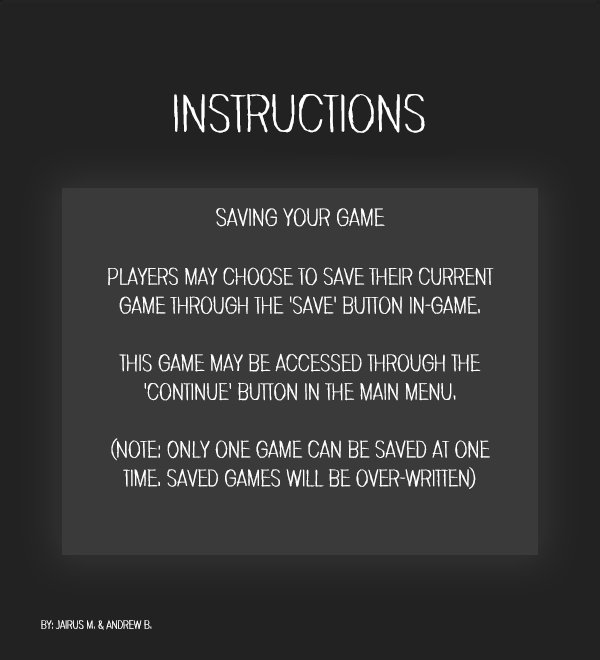 INSTRUCTIONS
SAVING YOUR GAME
PLAYERS MAY CHOOSE TO SAVE THEIR CURRENT
GAME THROUGH THE 'SAVE' BUTTON IN-GAME.
THIS GAME MAY BE ACCESSED THROUGH THE
'CONTINUE' BUTTON IN THE MAIN MENU.
(NOTE: ONLY ONE GAME CAN BE SAVED AT ONE
TIME. SAVED GAMES WILL BE OVER-WRITTEN)
BY: JAIRUS M. & ANDREW B.